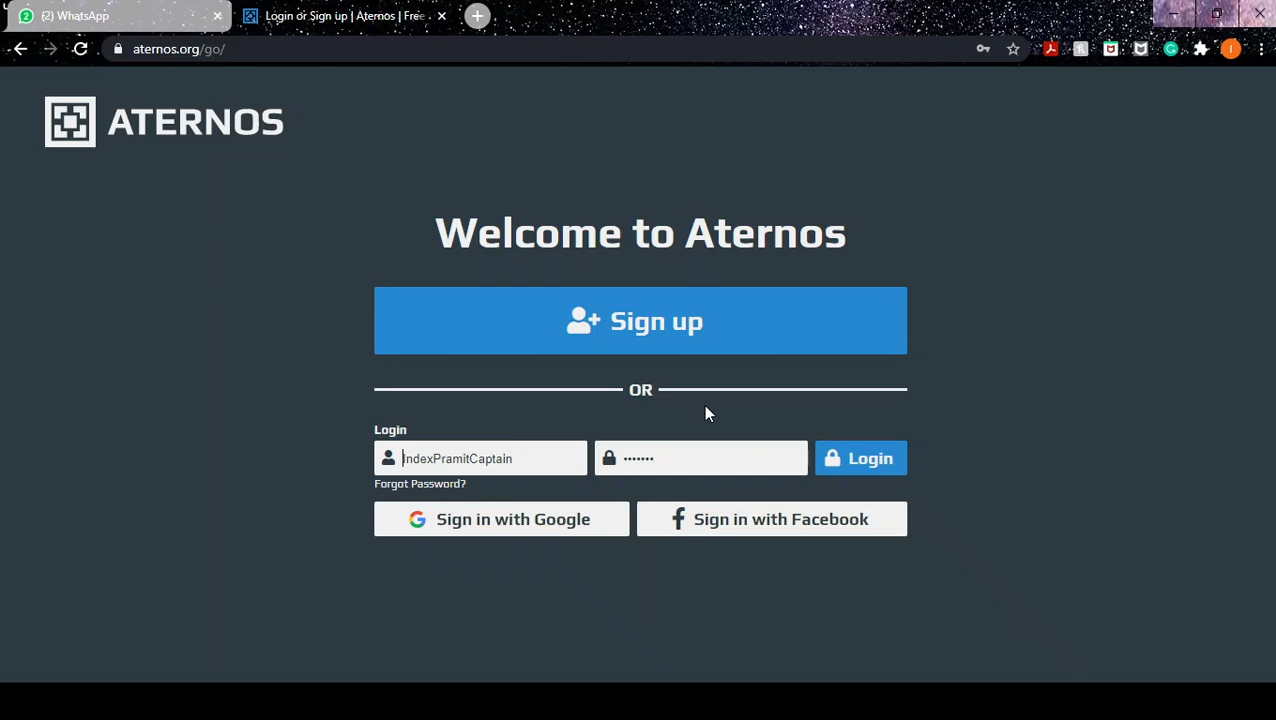 (2) WhatsApp
Login or Sign up | Aternos | Free
aternos.org/go/
ATERNOS
Welcome to Aternos
Sign up
OR
Login
IndexPramitCaptain
Login
Forgot Password?
Sign in with Google
Sign in with Facebook